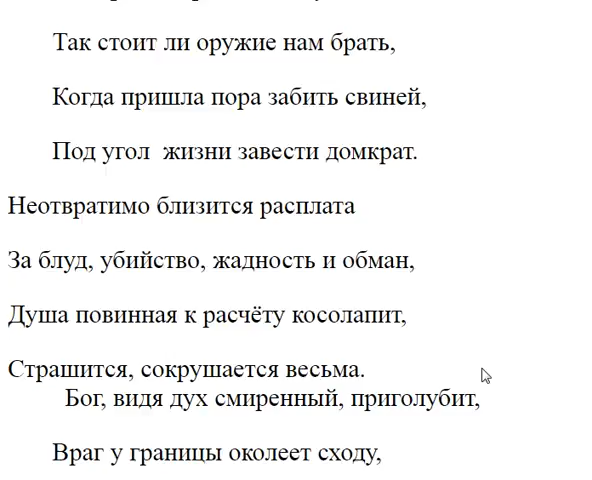 Так стоит ли оружие нам брать,
Когда пришла пора забить свиней,
Под угол жизни завести домкрат.
Неотвратимо близится расплата
За блуд, убийство, жадность и обман,
Душа повинная к расчёту косолапит,
Страшится, сокрушается весьма.
Бог, видя дух смиренный, приголубит,
Враг у границы околеет сходу,